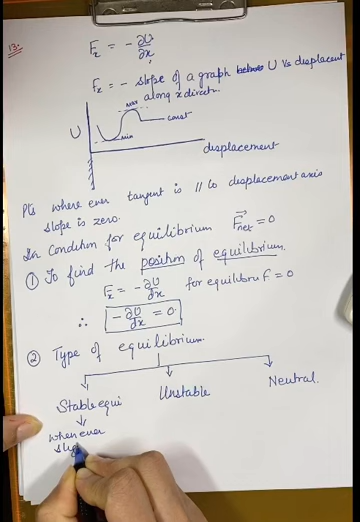 13.
Fx = - ∂U/∂x
Fx = - slope of a graph U Vs displacent
along x directn.
max
U
const
min
displacement
Pts where ever tangent is // to displacement axis
slope is zero.
In Condition for equilibrium F⃗net = 0
① To find the position of equilibrium.
Fx = - ∂U/∂x for equilibru F = 0
∴ - ∂U/∂x = 0
② Type of equilibrium
Stable equi Unstable Neutral.
when ever